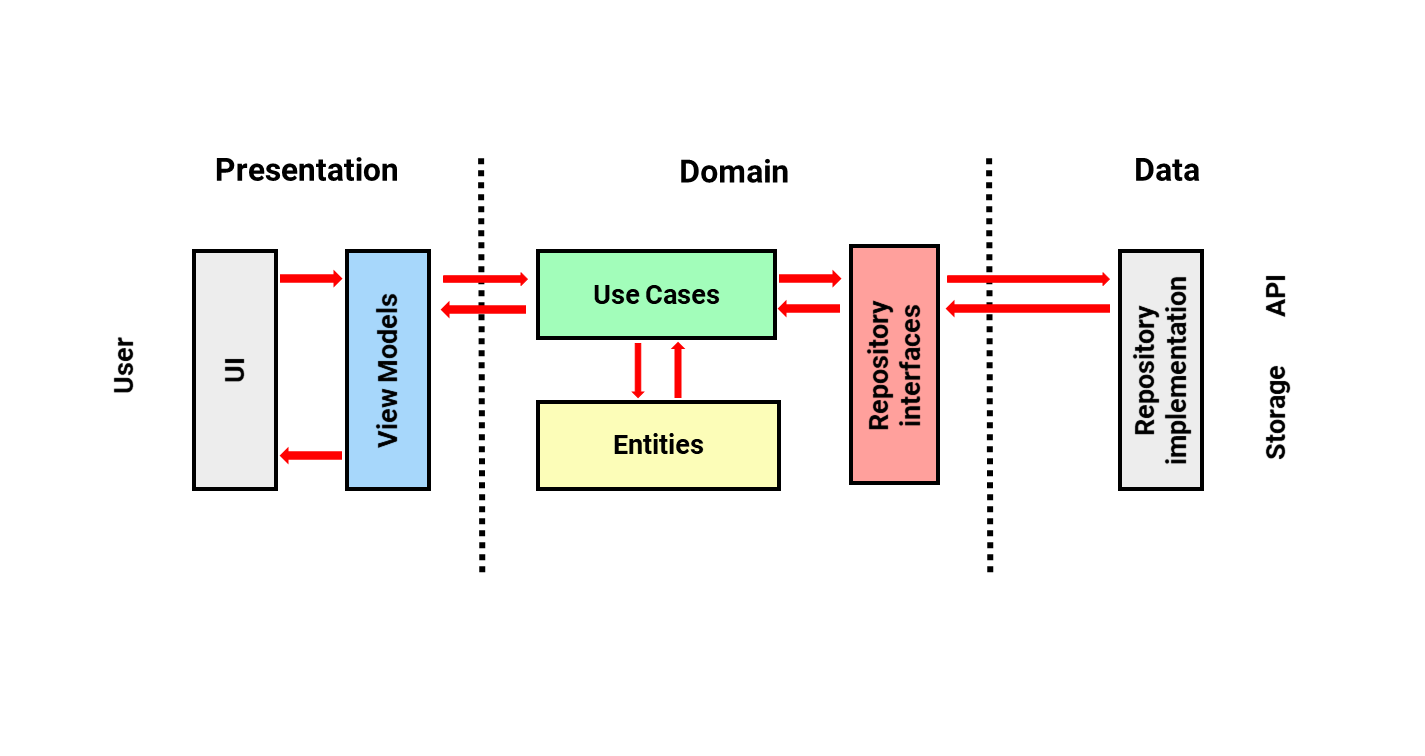 Presentation
Domain
Data
User
UI
View Models
Use Cases
Entities
Repository
interfaces
Repository
implementation
API
Storage